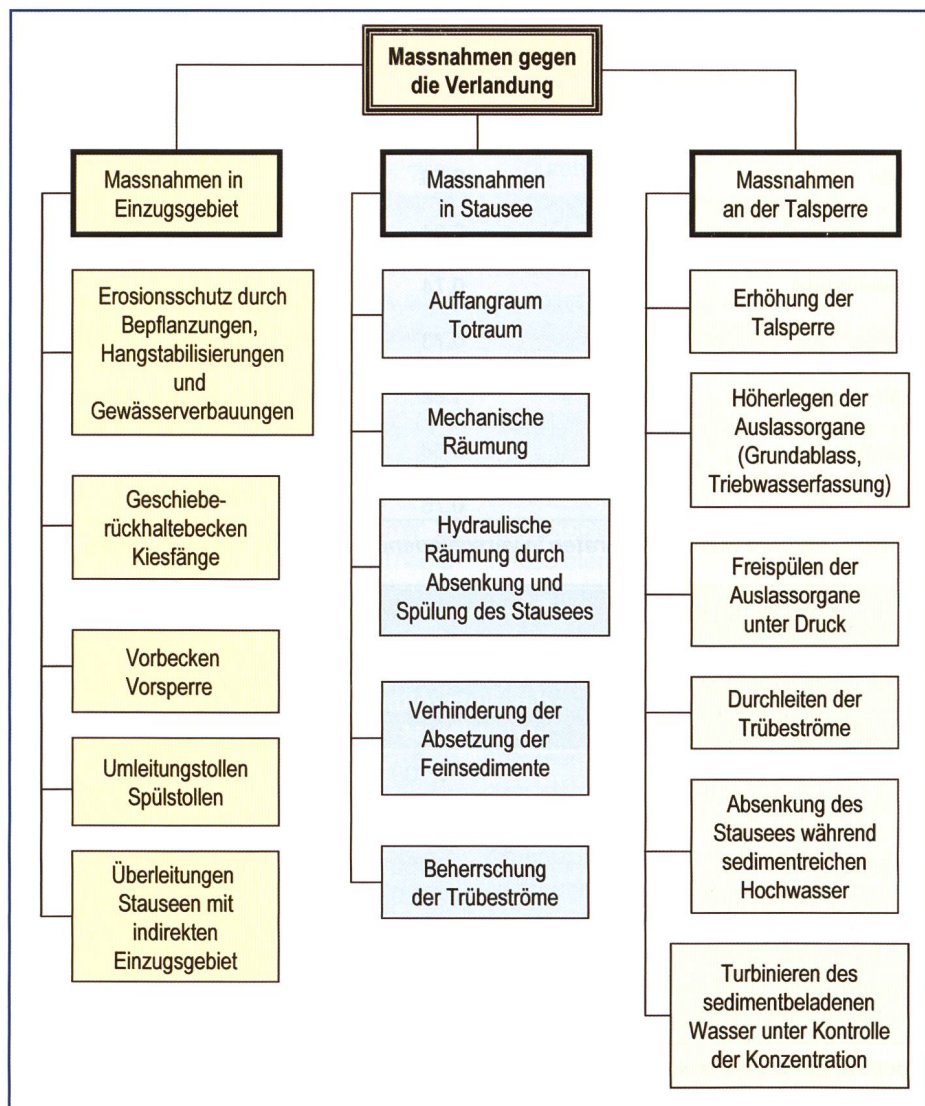 Massnahmen gegen
die Verlandung
Massnahmen in
Einzugsgebiet
Erosionsschutz durch
Bepflanzungen,
Hangstabilisierungen
und
Gewässerverbauungen
Geschiebe-
rückhaltebecken
Kiesfänge
Vorbecken
Vorsperre
Umleitungstollen
Spülstollen
Überleitungen
Stauseen mit
indirekten
Einzugsgebiet
Massnahmen
in Stausee
Auffangraum
Totraum
Mechanische
Räumung
Hydraulische
Räumung durch
Absenkung und
Spülung des Stausees
Verhinderung der
Absetzung der
Feinsedimente
Beherrschung
der Trübeströme
Massnahmen
an der Talsperre
Erhöhung der
Talsperre
Höherlegen der
Auslassorgane
(Grundablass,
Triebwasserfassung)
Freispülen der
Auslassorgane
unter Druck
Durchleiten der
Trübeströme
Absenkung des
Stausees während
sedimentreichen
Hochwasser
Turbinieren des
sedimentbeladenen
Wasser unter Kontrolle
der Konzentration